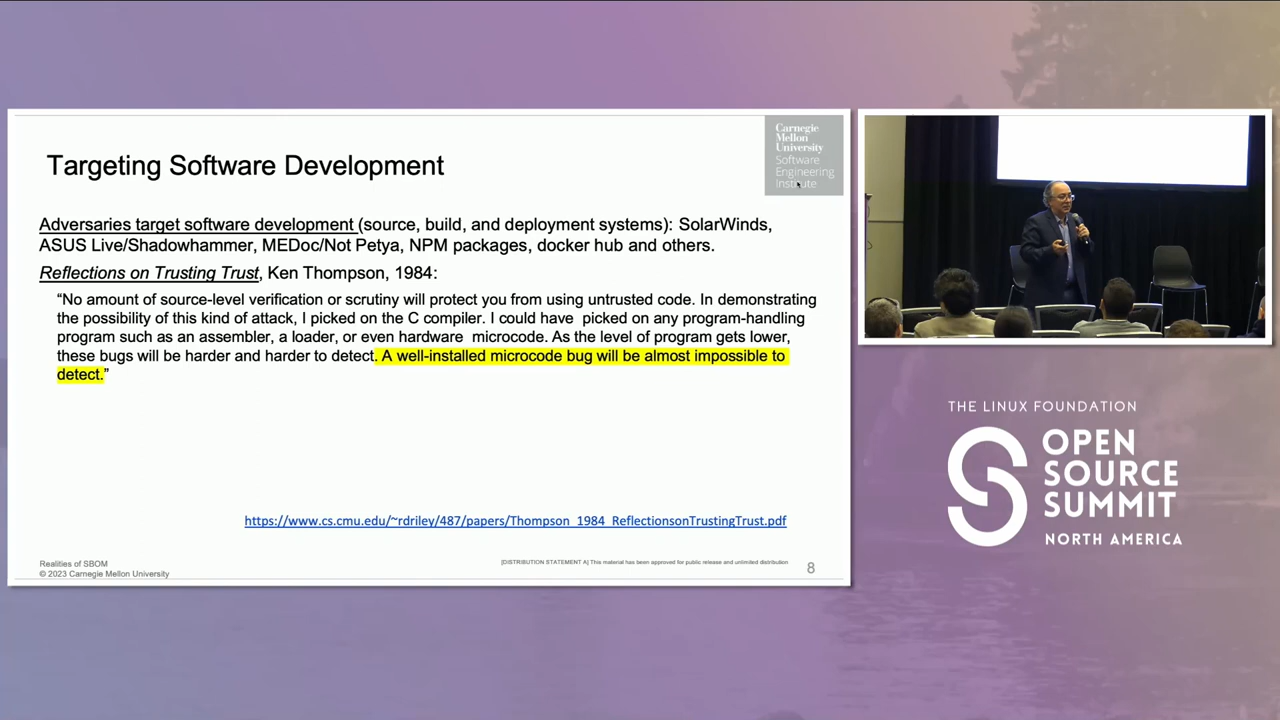 Targeting Software Development
Carnegie
Mellon
University
Software
Engineering
Institute
Adversaries target software development (source, build, and deployment systems): SolarWinds,
ASUS Live/Shadowhammer, MEDoc/Not Petya, NPM packages, docker hub and others.
Reflections on Trusting Trust, Ken Thompson, 1984:
“No amount of source-level verification or scrutiny will protect you from using untrusted code. In demonstrating
the possibility of this kind of attack, I picked on the C compiler. I could have picked on any program-handling
program such as an assembler, a loader, or even hardware microcode. As the level of program gets lower,
these bugs will be harder and harder to detect. A well-installed microcode bug will be almost impossible to
detect.”
https://www.cs.cmu.edu/~rdriley/487/papers/Thompson_1984_ReflectionsonTrustingTrust.pdf
Realities of SBOM
© 2023 Carnegie Mellon University
[DISTRIBUTION STATEMENT A] This material has been approved for public release and unlimited distribution
8
THE LINUX FOUNDATION
OPEN
SOURCE
SUMMIT
NORTH AMERICA